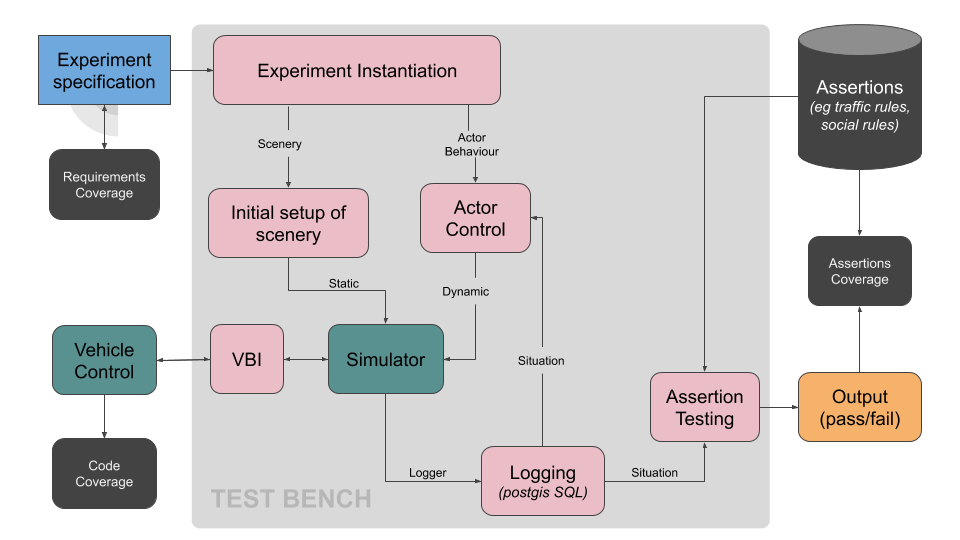 Experiment
specification
Experiment Instantiation
Assertions
(eg traffic rules,
social rules)
Requirements
Coverage
Scenery
Actor
Behaviour
Initial setup of
scenery
Actor
Control
Assertions
Coverage
Static
Dynamic
Vehicle
Control
VBI
Simulator
Situation
Assertion
Testing
Output
(pass/fail)
Code
Coverage
Logger
Logging
(postgis SQL)
Situation
TEST BENCH